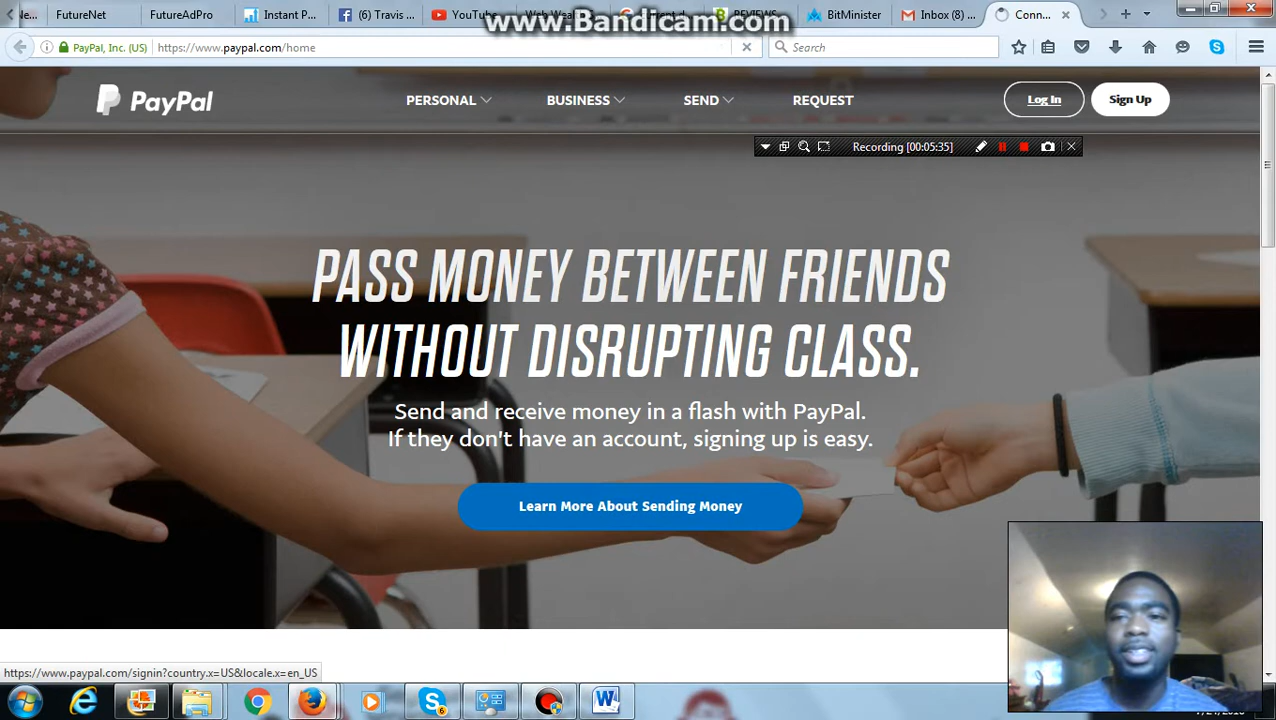 www.Bandicam.com
FutureNet
FutureAdPro
Instant P...
(6) Travis ...
YouTube
REVIEWS
BitMinister
Inbox (8) ...
Conn...
PayPal, Inc. (US)
https://www.paypal.com/home
Search
PayPal
PERSONAL
BUSINESS
SEND
REQUEST
Log In
Sign Up
Recording [00:05:35]
PASS MONEY BETWEEN FRIENDS
WITHOUT DISRUPTING CLASS.
Send and receive money in a flash with PayPal.
If they don't have an account, signing up is easy.
Learn More About Sending Money
https://www.paypal.com/signin?country.x=US&locale.x=en_US
6